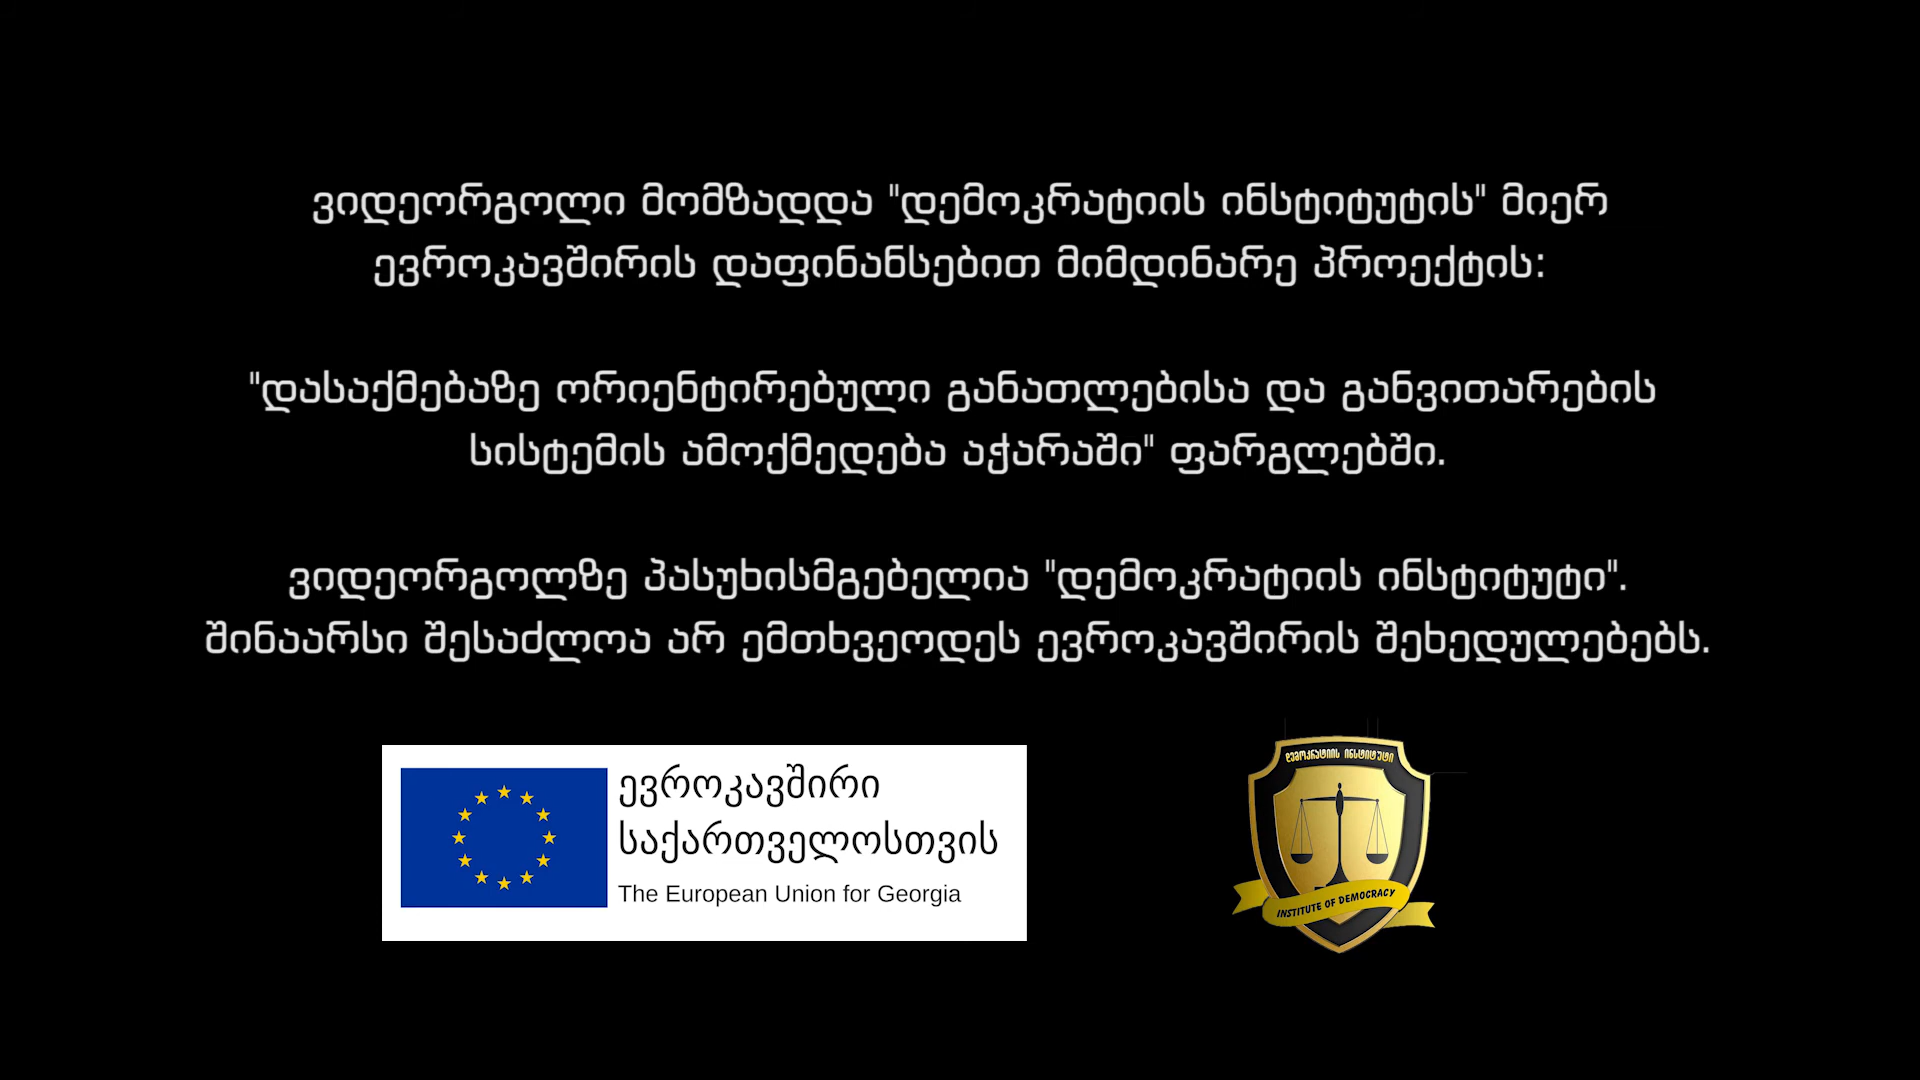 ვიდეორგოლი მომზადდა "დემოკრატიის ინსტიტუტის" მიერ
ევროკავშირის დაფინანსებით მიმდინარე პროექტის:
"დასაქმებაზე ორიენტირებული განათლებისა და განვითარების
სისტემის ამოქმედება აჭარაში" ფარგლებში.
ვიდეორგოლზე პასუხისმგებელია "დემოკრატიის ინსტიტუტი".
შინაარსი შესაძლოა არ ემთხვეოდეს ევროკავშირის შეხედულებებს.
ევროკავშირი
საქართველოსთვის
The European Union for Georgia
დემოკრატიის ინსტიტუტი
INSTITUTE OF DEMOCRACY